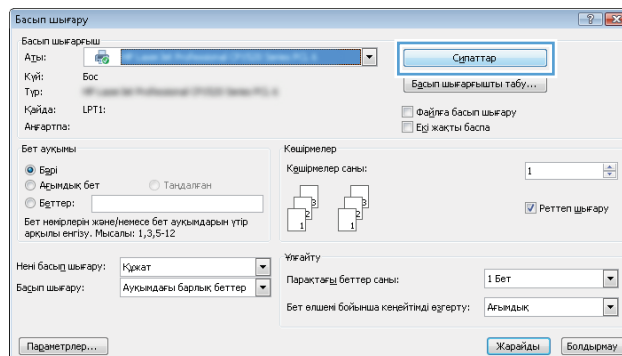 Басып шығару
Басып шығарғыш
Аты:
Сипаттар
Күй: Бос
Түр:
Басып шығарғышты табу...
Қайда: LPT1:
Файлға басып шығару
Аңғартпа:
Екі жақты баспа
Бет ауқымы
Бәрі
Ағымдық бет
Таңдалған
Беттер:
Бет нөмірлерін және/немесе бет ауқымдарын үтір
арқылы енгізу. Мысалы: 1,3,5-12
Көшірмелер
Көшірмелер саны: 1
Реттеп шығару
Нені басып шығару: Құжат
Басып шығару: Ауқымдағы барлық беттер
Ұлғайту
Парақтағы беттер саны: 1 Бет
Бет өлшемі бойынша кеңейтімді өзгерту: Ағымдық
Параметрлер...
Жарайды
Болдырмау